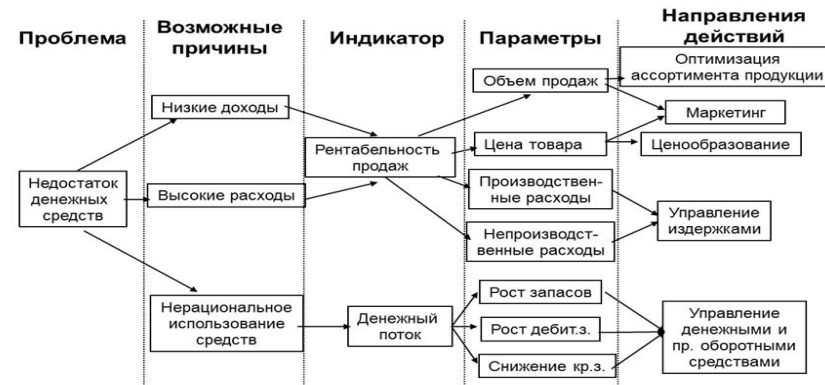 Проблема
Возможные
причины
Индикатор
Параметры
Направления
действий
Недостаток
денежных
средств
Низкие доходы
Высокие расходы
Нерациональное
использование
средств
Рентабельность
продаж
Денежный
поток
Объем продаж
Цена товара
Производствен-
ные расходы
Непроизводст-
венные расходы
Рост запасов
Рост дебит.з.
Снижение кр.з.
Оптимизация
ассортимента продукции
Маркетинг
Ценообразование
Управление
издержками
Управление
денежными и
пр. оборотными
средствами